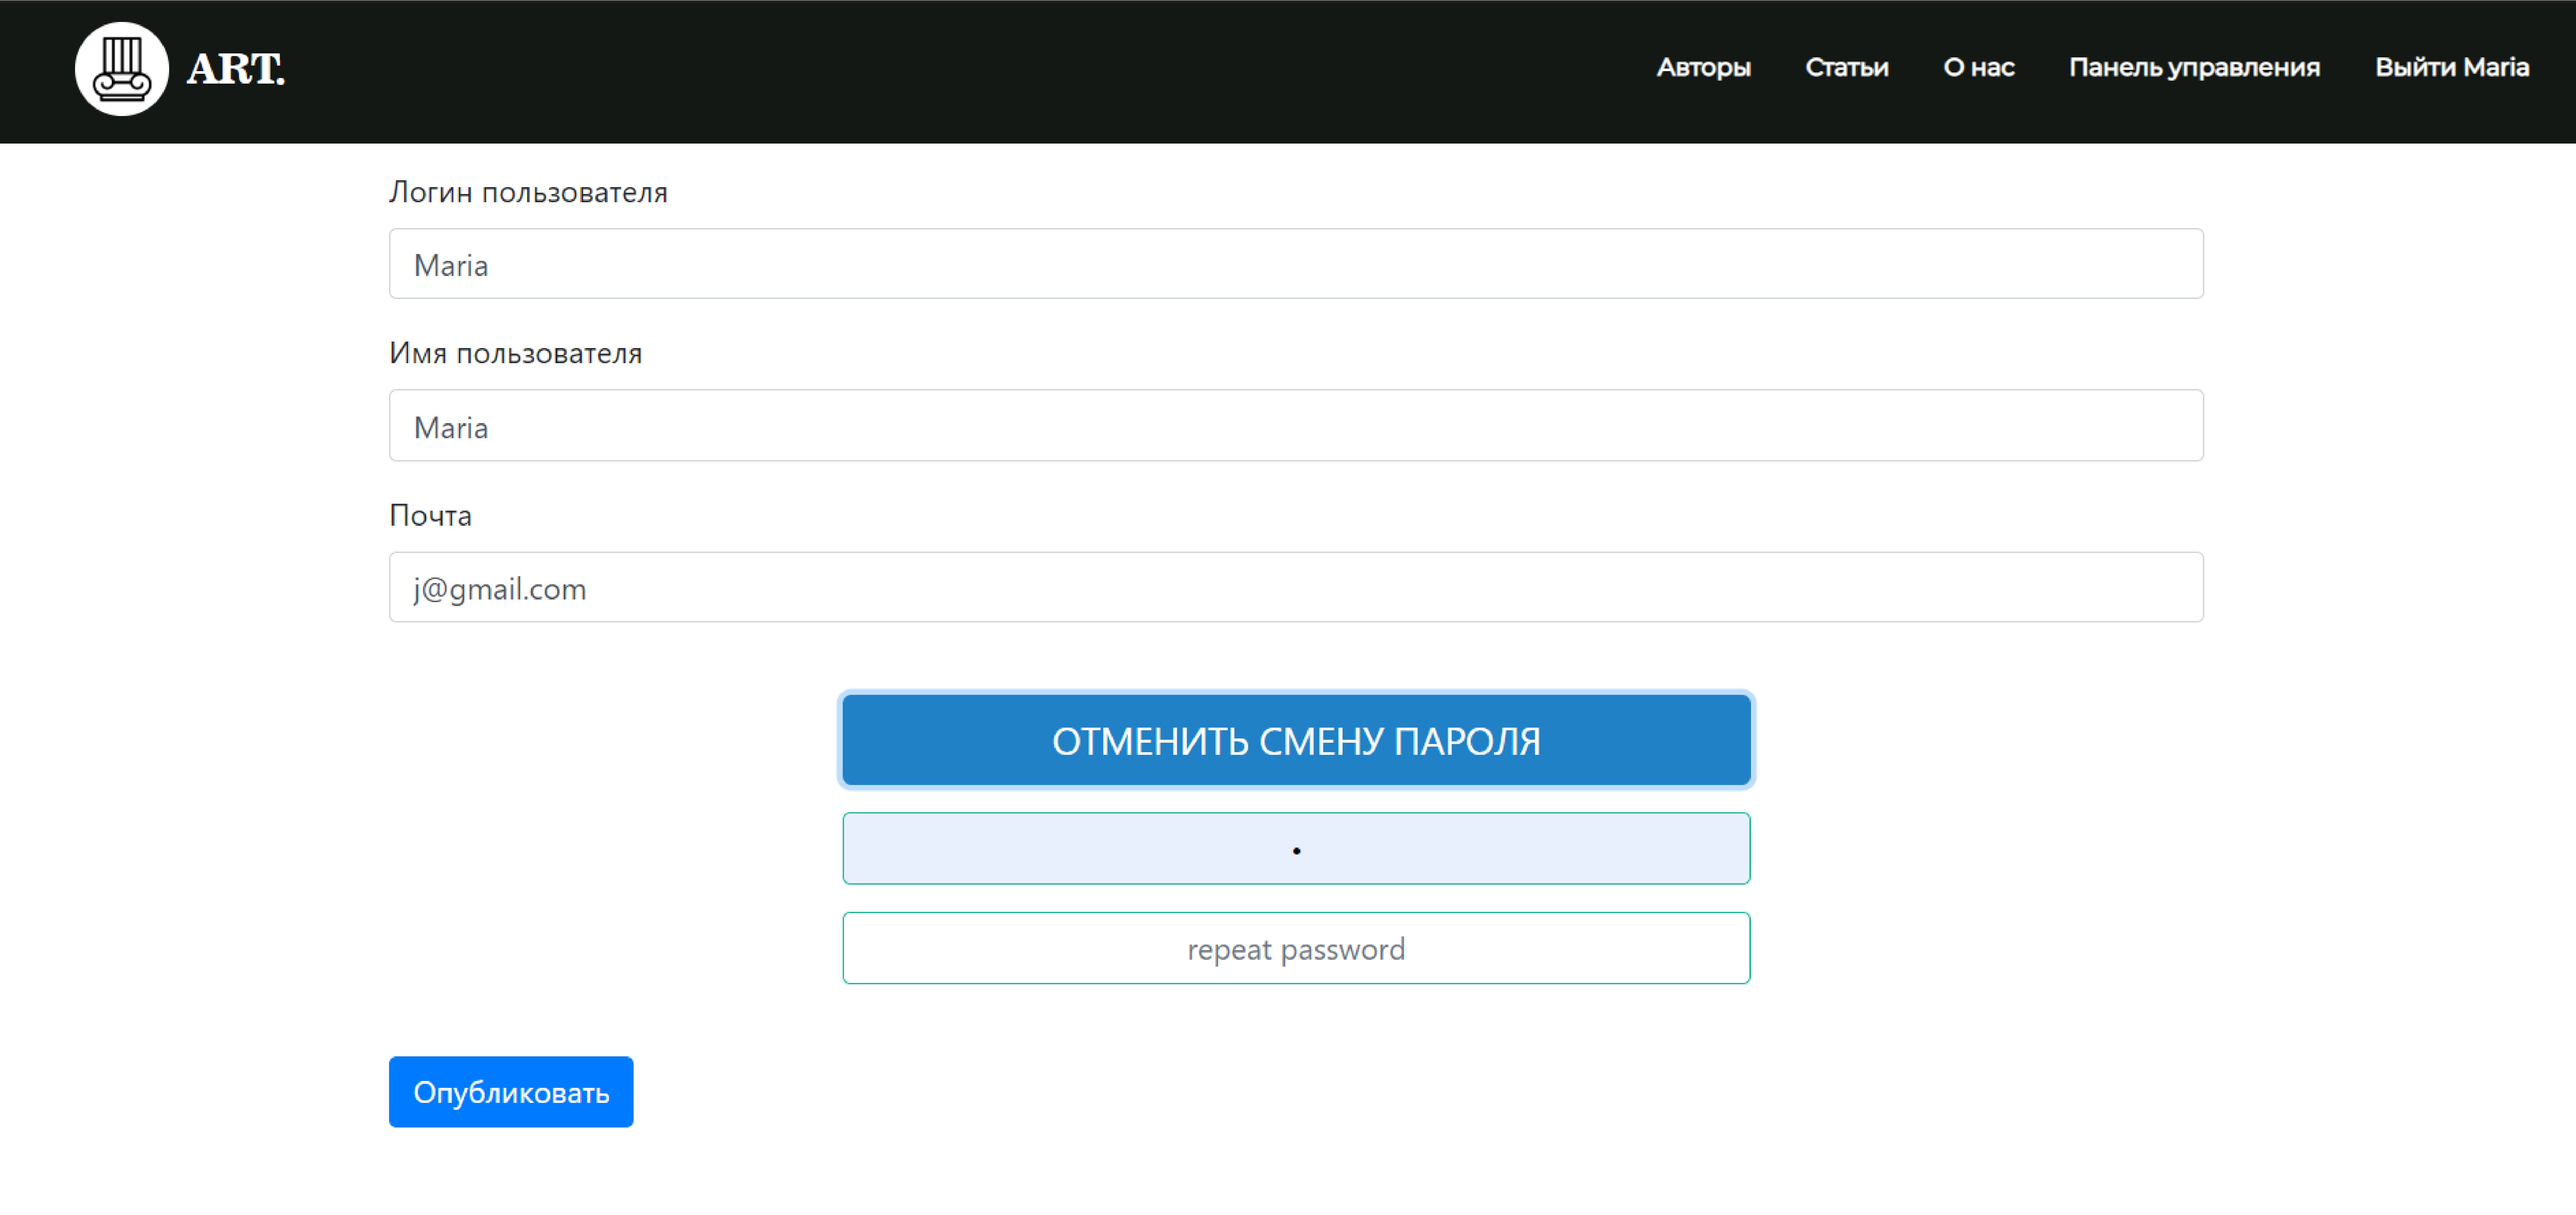 ART.
Авторы Статьи О нас Панель управления Выйти Maria
Логин пользователя
Maria
Имя пользователя
Maria
Почта
j@gmail.com
ОТМЕНИТЬ СМЕНУ ПАРОЛЯ
•
repeat password
Опубликовать